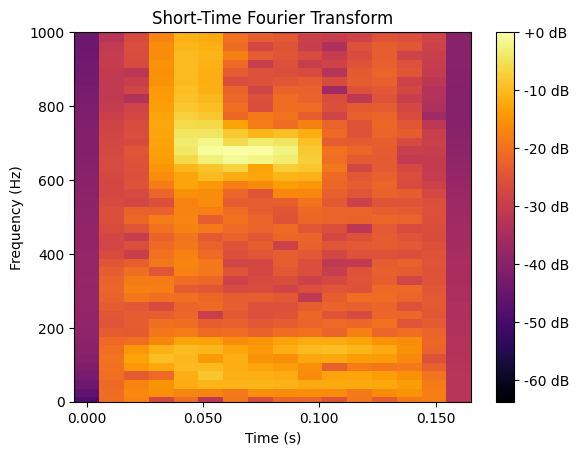 Short-Time Fourier Transform
1000
800
600
400
200
0
Frequency (Hz)
0.000
0.050
0.100
0.150
Time (s)
+0 dB
-10 dB
-20 dB
-30 dB
-40 dB
-50 dB
-60 dB